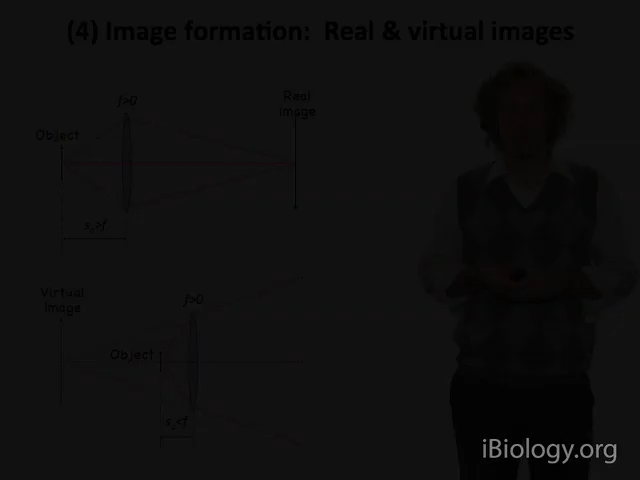 (4) Image formation: Real & virtual images
f>0
Real
image
Object
s₀>f
Virtual
image
f>0
Object
s₀<f
iBiology.org